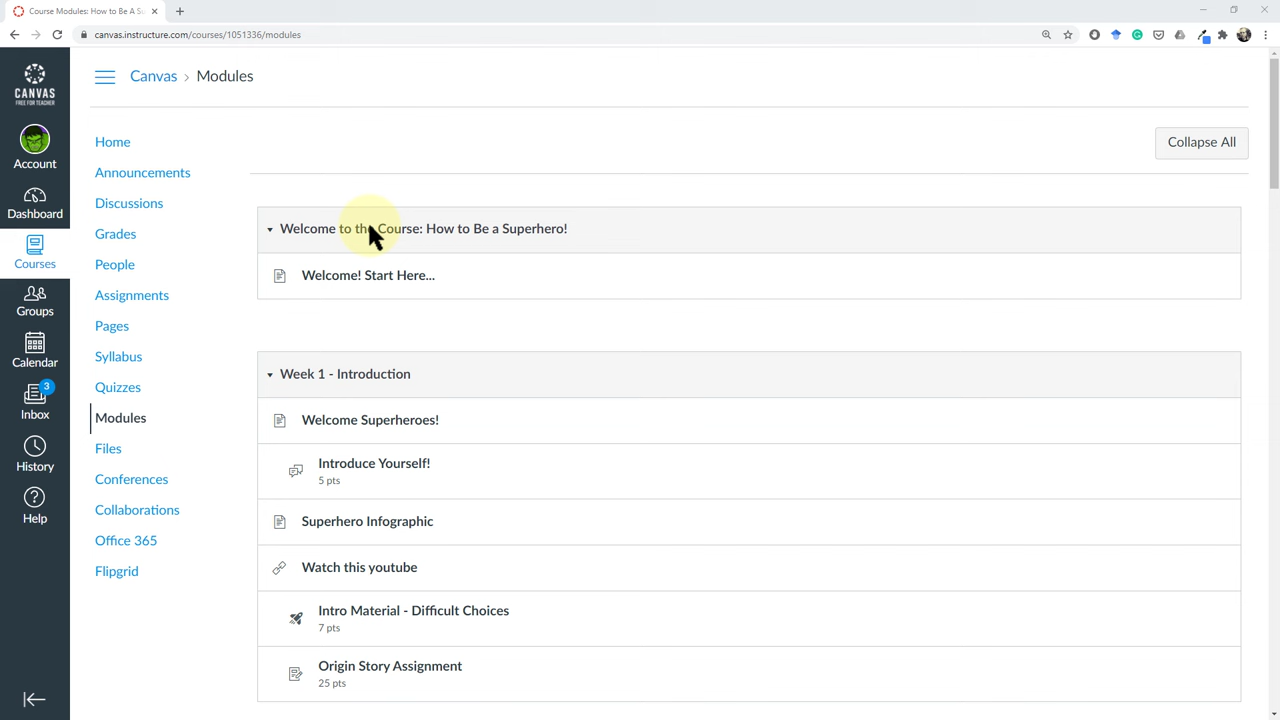 Course Modules: How to Be A Su
canvas.instructure.com/courses/1051336/modules
CANVAS
FREE FOR TEACHER
Account
Dashboard
Courses
Groups
Calendar
3
Inbox
History
Help
Canvas › Modules
Home
Announcements
Discussions
Grades
People
Assignments
Pages
Syllabus
Quizzes
Modules
Files
Conferences
Collaborations
Office 365
Flipgrid
Collapse All
Welcome to the Course: How to Be a Superhero!
Welcome! Start Here...
Week 1 - Introduction
Welcome Superheroes!
Introduce Yourself!
5 pts
Superhero Infographic
Watch this youtube
Intro Material - Difficult Choices
7 pts
Origin Story Assignment
25 pts